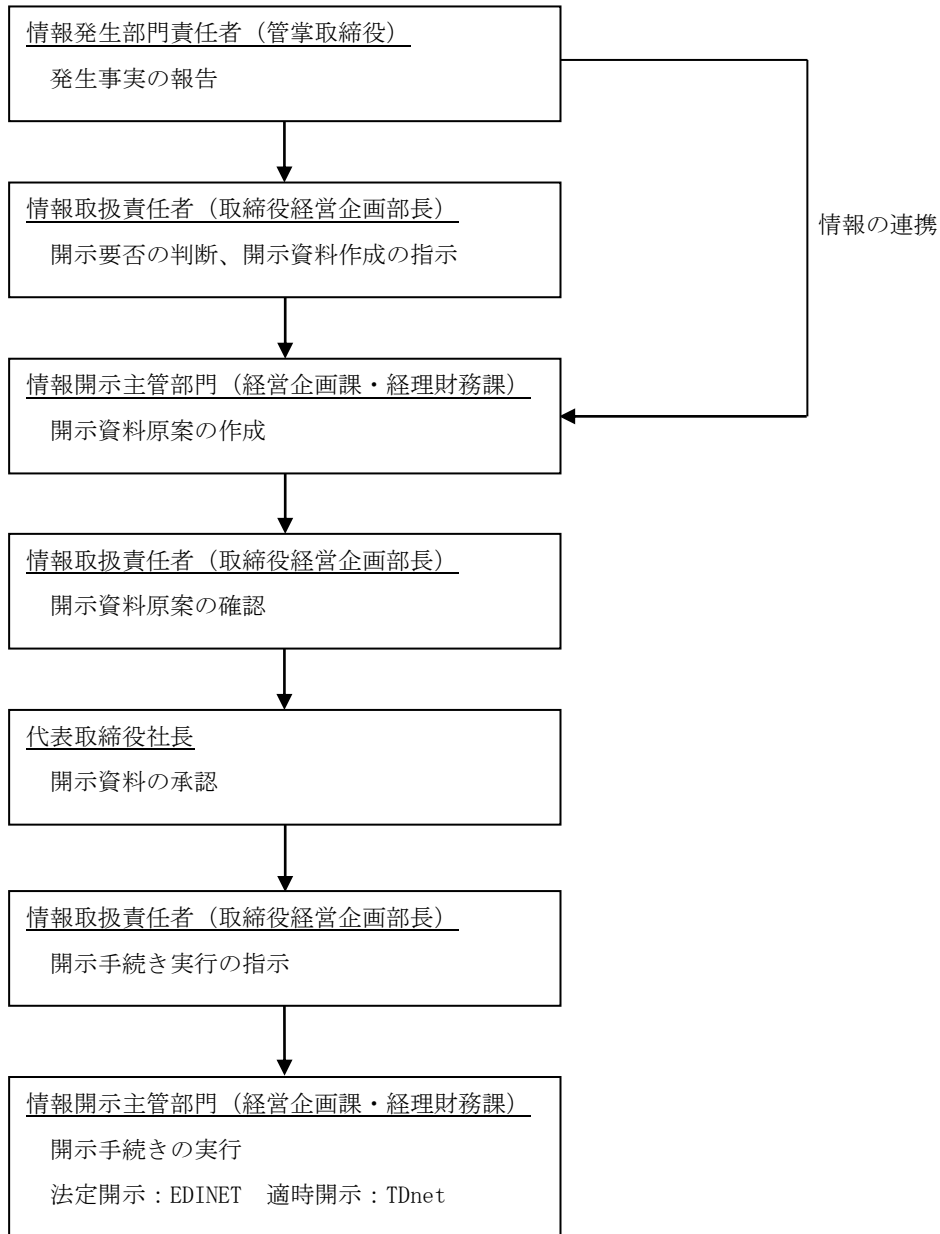 情報発生部門責任者（管掌取締役）
発生事実の報告
情報取扱責任者（取締役経営企画部長）
開示要否の判断、開示資料作成の指示
情報の連携
情報開示主管部門（経営企画課・経理財務課）
開示資料原案の作成
情報取扱責任者（取締役経営企画部長）
開示資料原案の確認
代表取締役社長
開示資料の承認
情報取扱責任者（取締役経営企画部長）
開示手続き実行の指示
情報開示主管部門（経営企画課・経理財務課）
開示手続きの実行
法定開示：EDINET　適時開示：TDnet